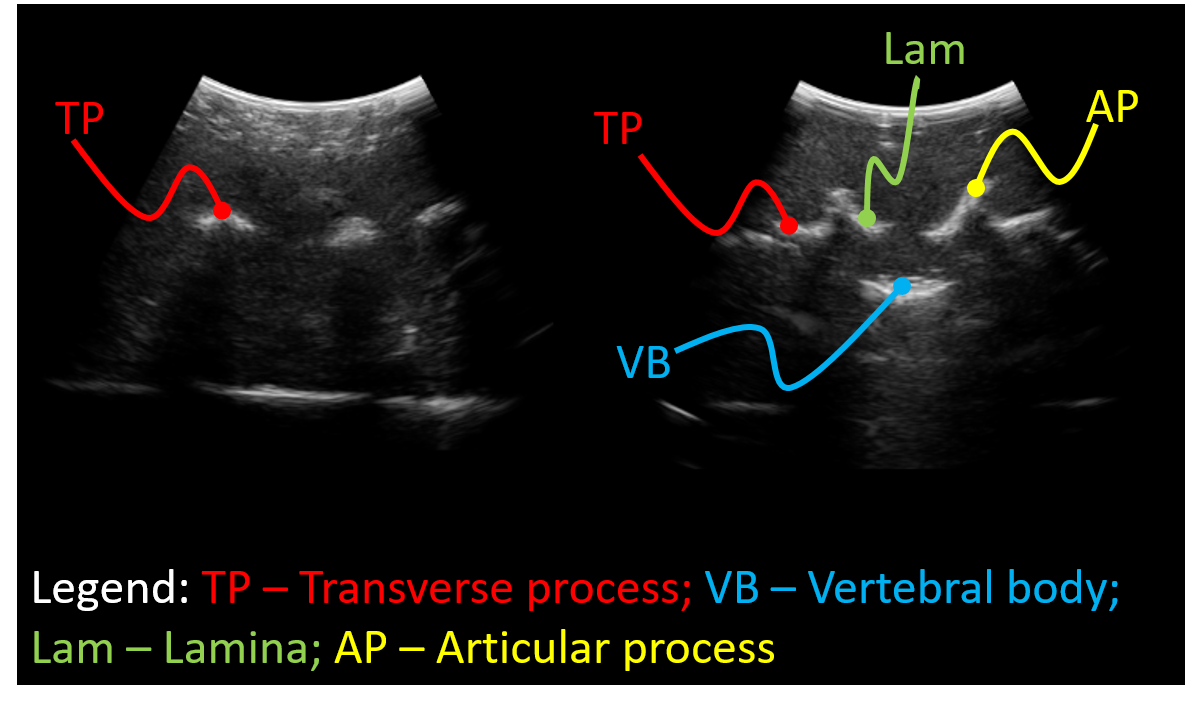 Lam
TP
TP
AP
VB
Legend: TP – Transverse process; VB – Vertebral body;
Lam – Lamina; AP – Articular process